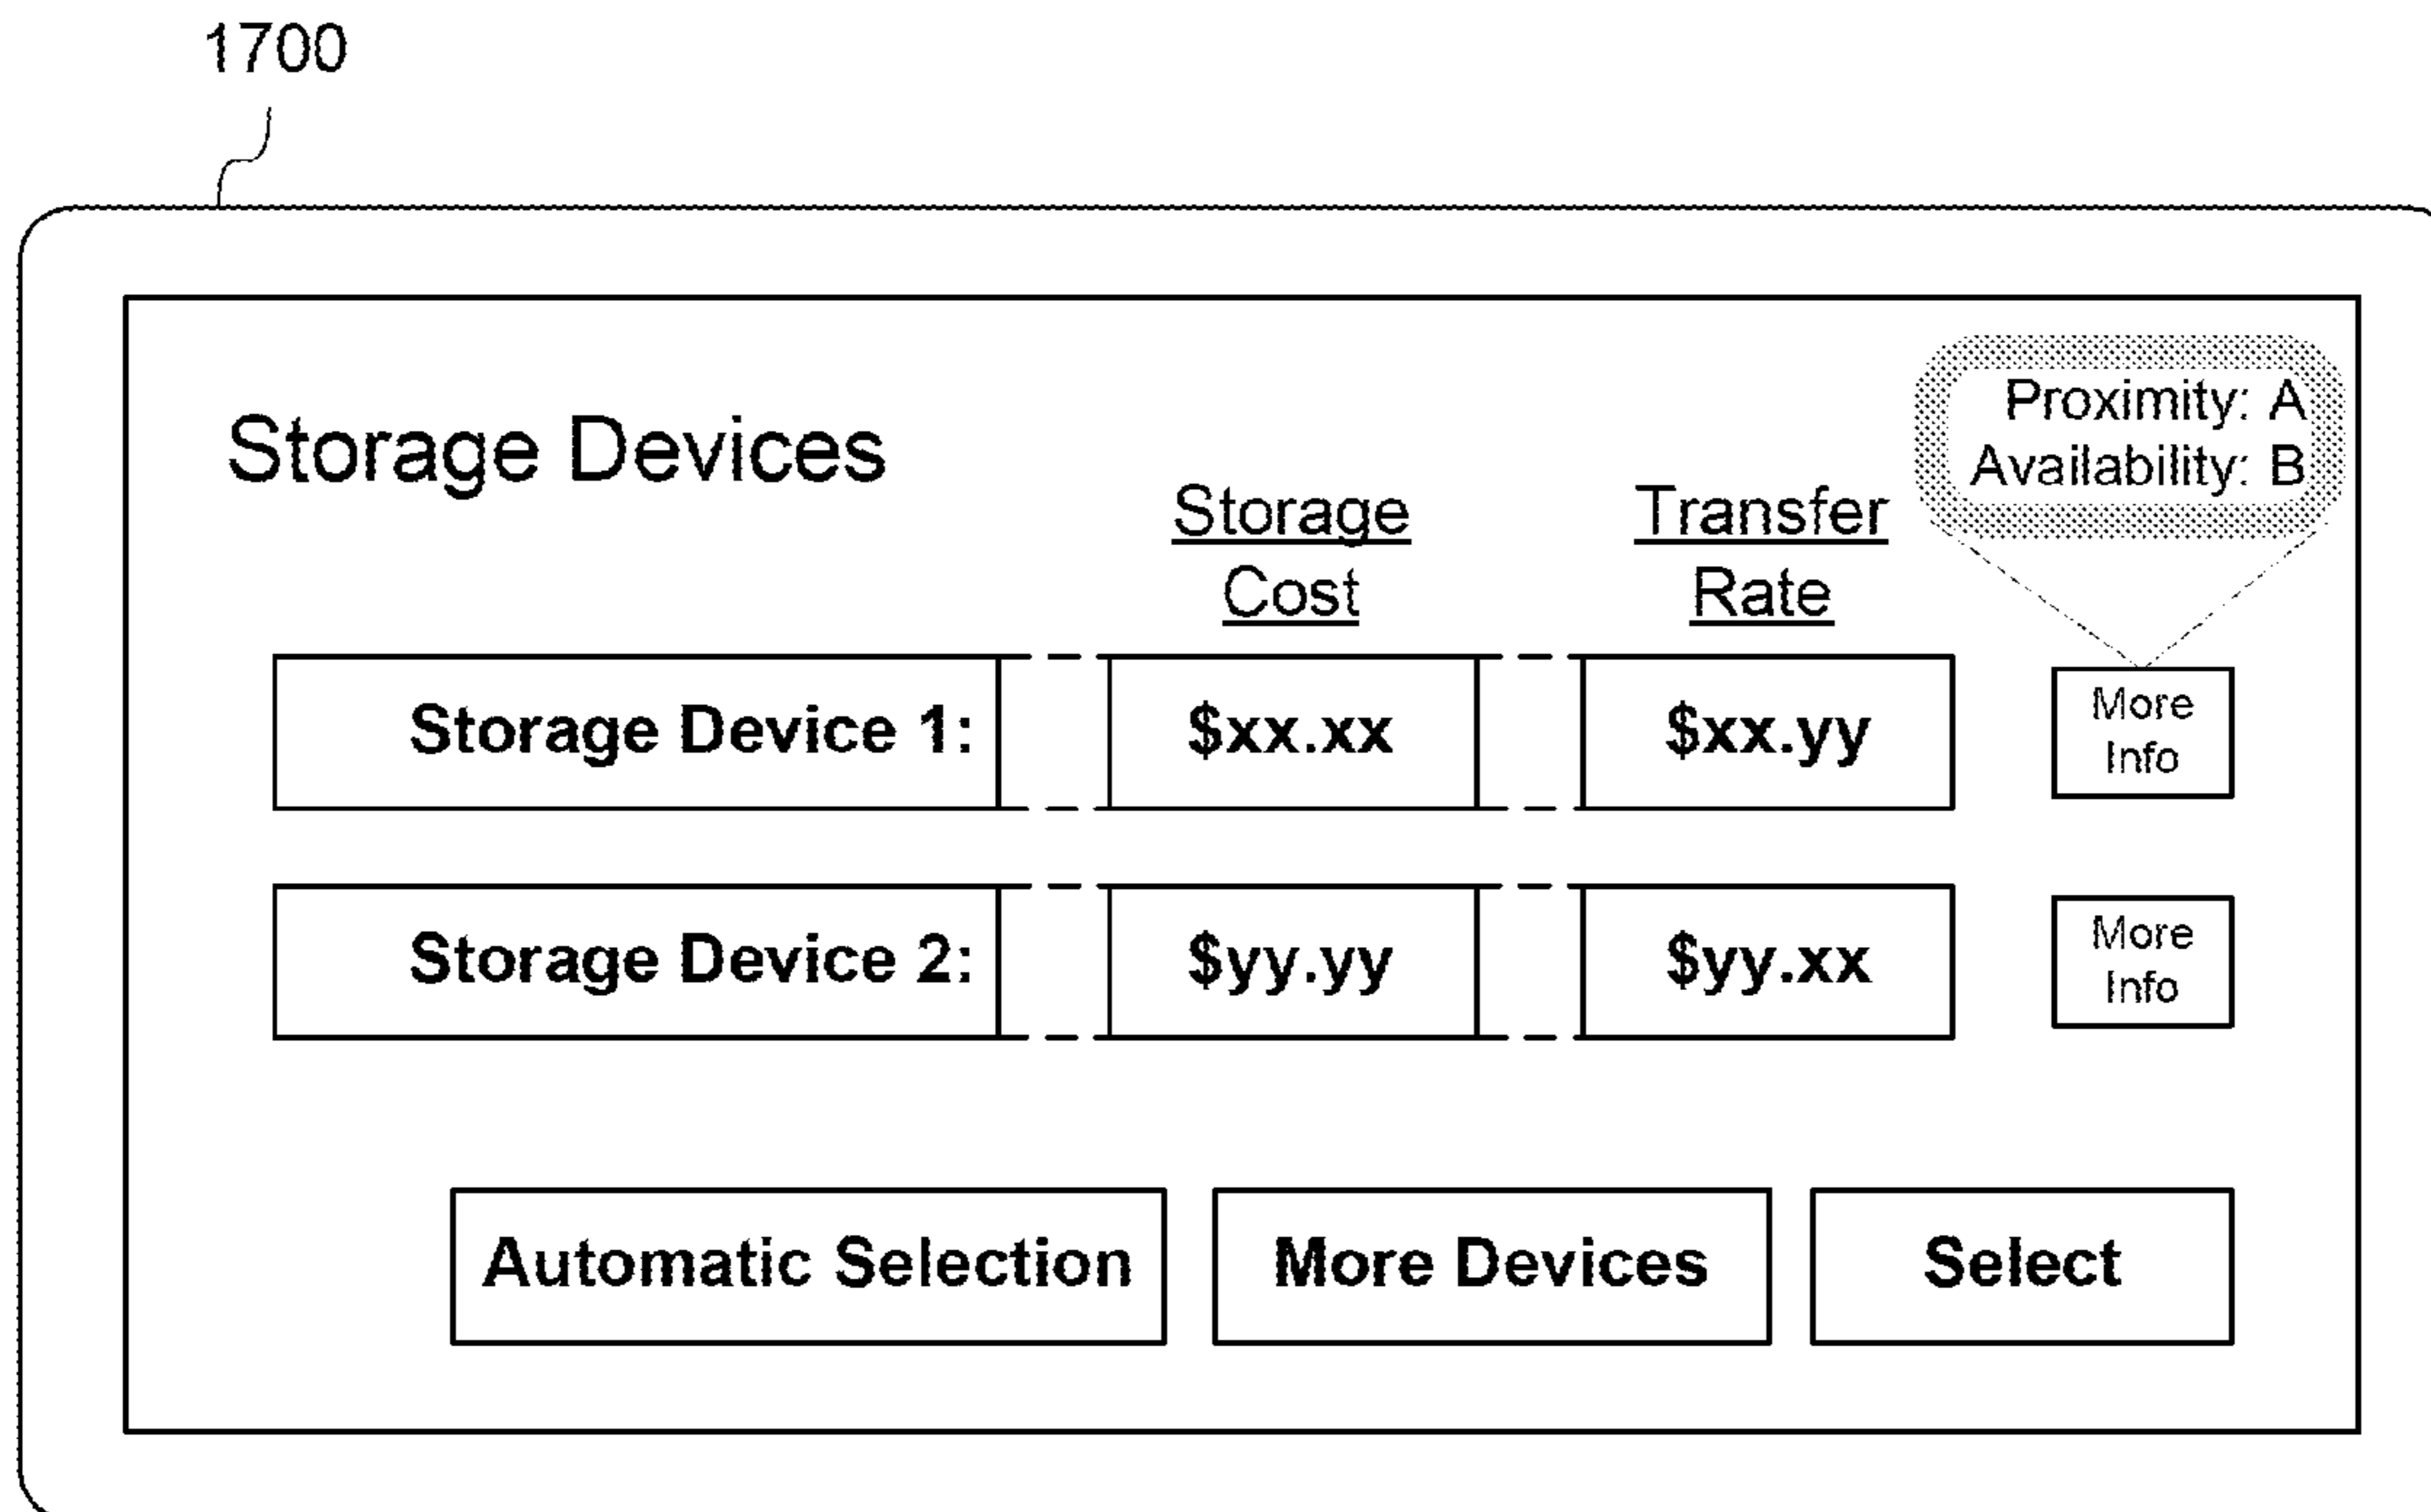 1700
Proximity: A
Availability: B
Storage Devices
Storage
Cost
Transfer
Rate
Storage Device 1:
$xx.xx
$xx.yy
More
Info
Storage Device 2:
$yy.yy
$yy.xx
More
Info
Automatic Selection
More Devices
Select